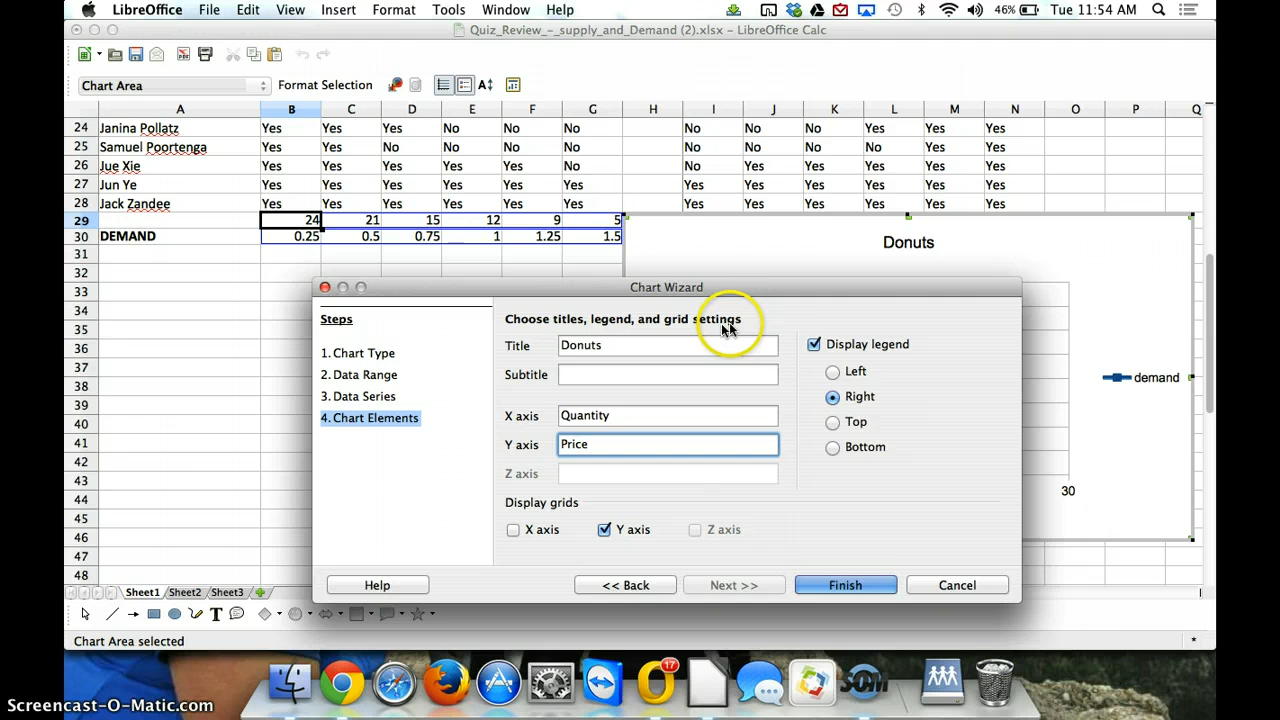 LibreOffice File Edit View Insert Format Tools Window Help 46% Tue 11:54 AM
Quiz_Review_-_supply_and_Demand (2).xlsx - LibreOffice Calc
Chart Area Format Selection
A B C D E F G H I J K L M N O P Q
24 Janina Pollatz Yes Yes Yes No No No No No No Yes Yes Yes
25 Samuel Poortenga Yes Yes No No No No No No No No Yes Yes
26 Jue Xie Yes Yes Yes Yes Yes No No Yes Yes Yes Yes Yes
27 Jun Ye Yes Yes Yes Yes Yes Yes Yes Yes Yes Yes Yes Yes
28 Jack Zandee Yes Yes Yes Yes Yes Yes Yes Yes Yes Yes Yes Yes
29 24 21 15 12 9 5
30 DEMAND 0.25 0.5 0.75 1 1.25 1.5
Donuts
31
32
33
34
35
36
37
38
39
40
41
42
43
44
45
46
47
48
demand
30
Chart Wizard
Steps
1. Chart Type
2. Data Range
3. Data Series
4. Chart Elements
Choose titles, legend, and grid settings
Title Donuts
Subtitle
X axis Quantity
Y axis Price
Z axis
Display legend
Left
Right
Top
Bottom
Display grids
X axis Y axis Z axis
Help << Back Next >> Finish Cancel
Sheet1 Sheet2 Sheet3
T
Chart Area selected *
17
SOM
Screencast-O-Matic.com